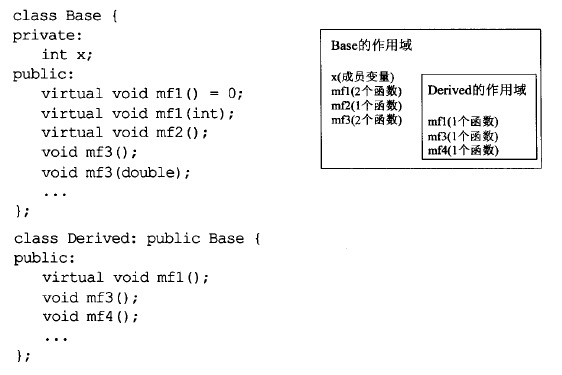 class Base {
private:
int x;
public:
virtual void mf1() = 0;
virtual void mf1(int);
virtual void mf2();
void mf3();
void mf3(double);
...
};
class Derived: public Base {
public:
virtual void mf1();
void mf3();
void mf4();
...
};
Base的作用域
x(成员变量)
mf1(2个函数)
mf2(1个函数)
mf3(2个函数)
Derived的作用域
mf1(1个函数)
mf3(1个函数)
mf4(1个函数)